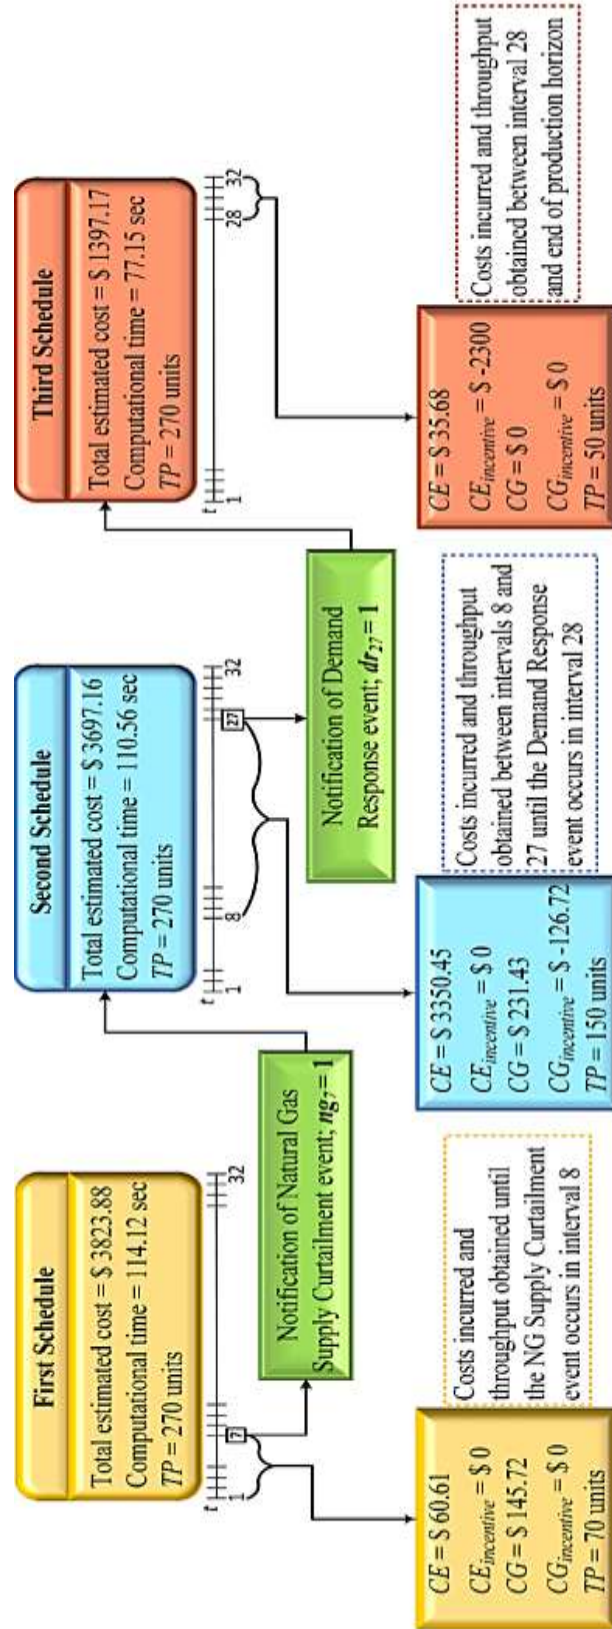 First Schedule
Total estimated cost = $ 3823.88
Computational time = 114.12 sec
TP = 270 units
t
1
7
32
Notification of Natural Gas
Supply Curtailment event; ng7 = 1
CE = $ 60.61
CEincentive = $ 0
CG = $ 145.72
CGincentive = $ 0
TP = 70 units
Costs incurred and
throughput obtained until
the NG Supply Curtailment
event occurs in interval 8
Second Schedule
Total estimated cost = $ 3697.16
Computational time = 110.56 sec
TP = 270 units
t
1
8
27
32
Notification of Demand
Response event; dr27 = 1
CE = $ 3350.45
CEincentive = $ 0
CG = $ 231.43
CGincentive = $ -126.72
TP = 150 units
Costs incurred and throughput
obtained between intervals 8 and
27 until the Demand Response
event occurs in interval 28
Third Schedule
Total estimated cost = $ 1397.17
Computational time = 77.15 sec
TP = 270 units
t
1
28
32
CE = $ 35.68
CEincentive = $ -2300
CG = $ 0
CGincentive = $ 0
TP = 50 units
Costs incurred and throughput
obtained between interval 28
and end of production horizon